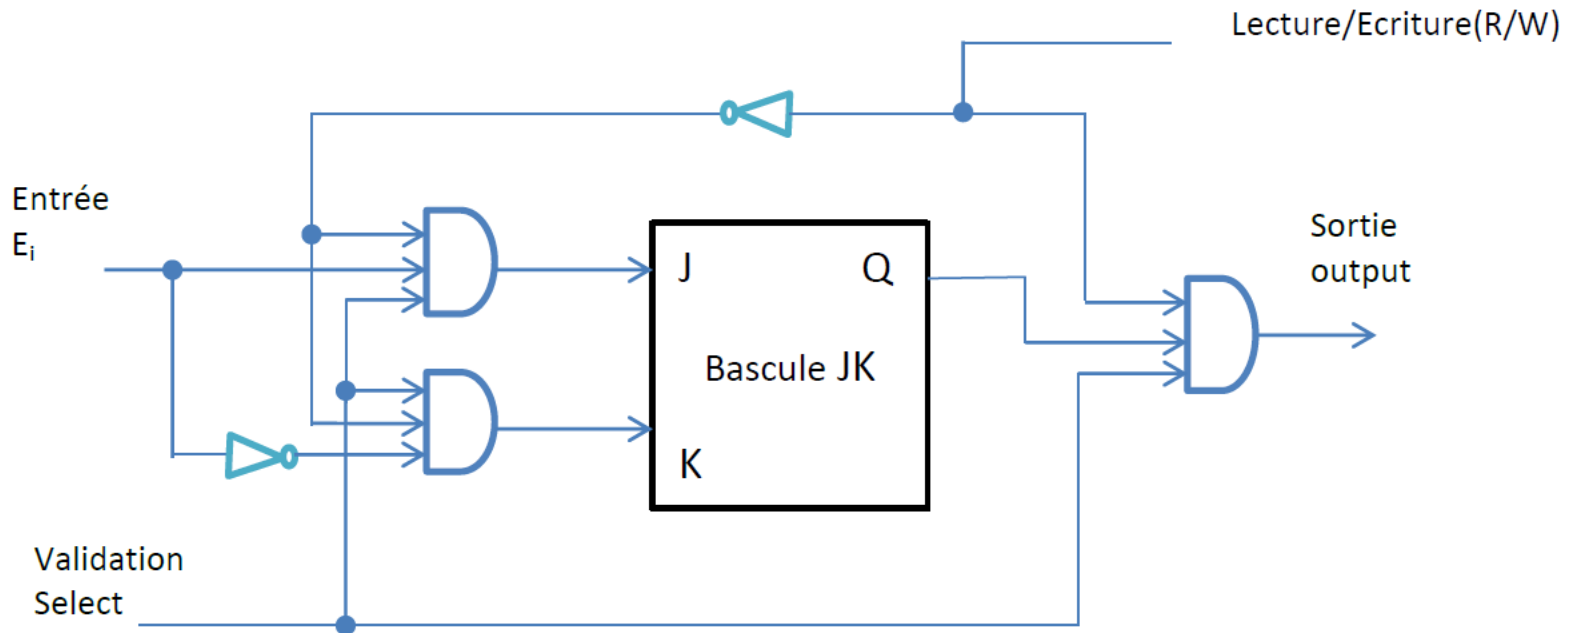 Lecture/Ecriture(R/W)
Entrée
Ei
J
Q
Bascule JK
K
Sortie
output
Validation
Select